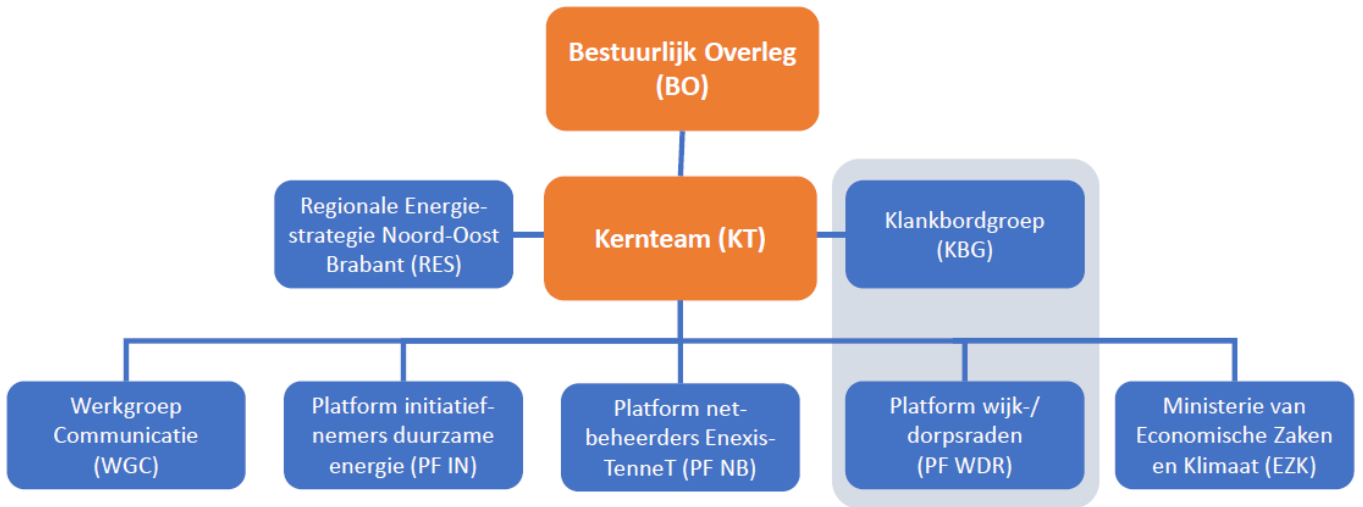 Bestuurlijk Overleg
(BO)
Regionale Energie-
strategie Noord-Oost
Brabant (RES)
Kernteam (KT)
Klankbordgroep
(KBG)
Werkgroep
Communicatie
(WGC)
Platform initiatief-
nemers duurzame
energie (PF IN)
Platform net-
beheerders Enexis-
TenneT (PF NB)
Platform wijk-/
dorpsraden
(PF WDR)
Ministerie van
Economische Zaken
en Klimaat (EZK)